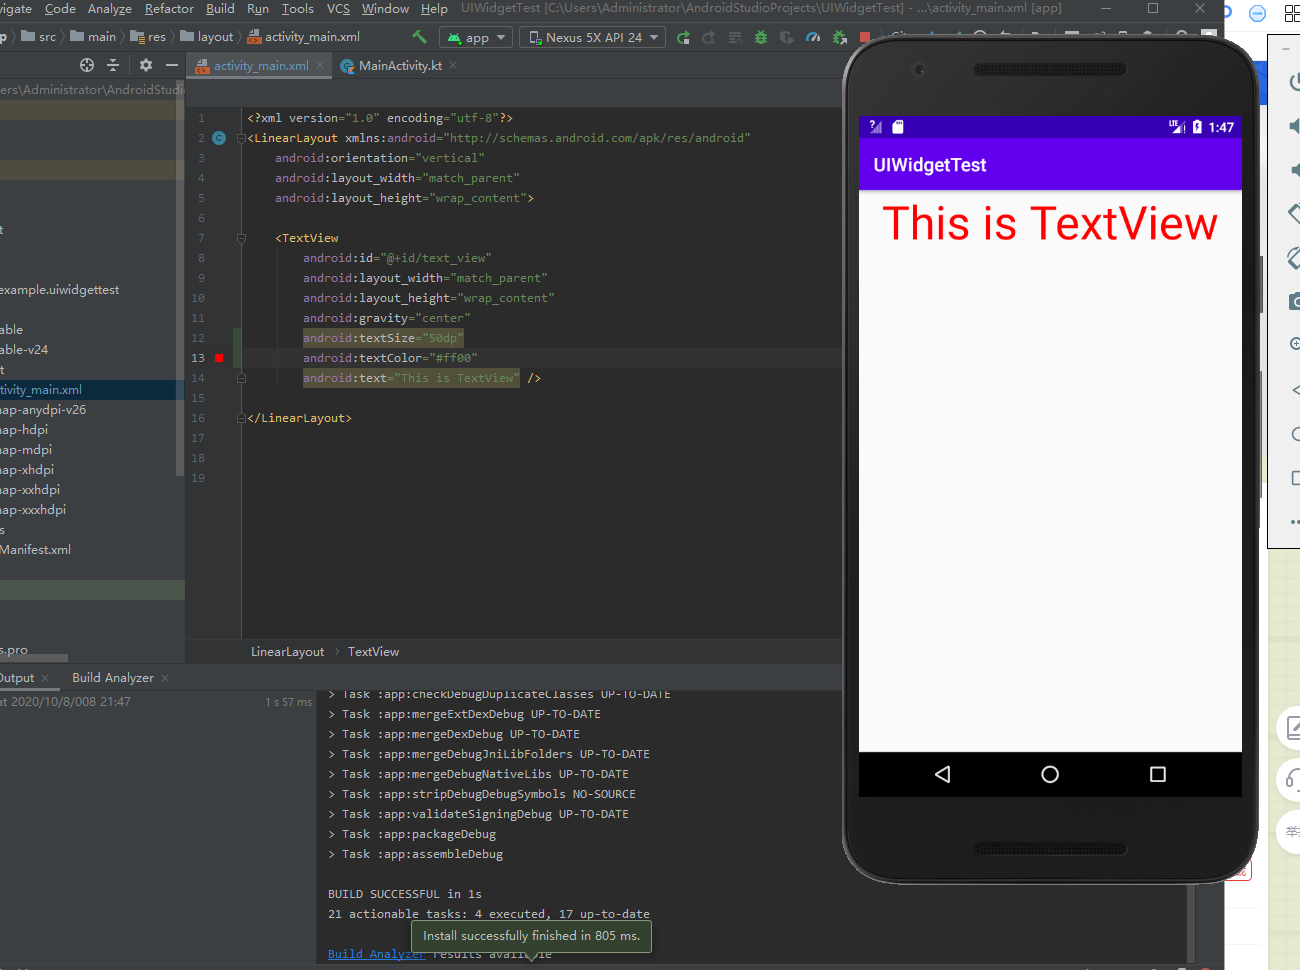 vigate Code Analyze Refactor Build Run Tools VCS Window Help UIWidgetTest [C:\Users\Administrator\AndroidStudioProjects\UIWidgetTest] - ...\activity_main.xml [app]
p src main res layout activity_main.xml app Nexus 5X API 24
activity_main.xml MainActivity.kt
ers\Administrator\AndroidStudi
1 <?xml version="1.0" encoding="utf-8"?>
2 <LinearLayout xmlns:android="http://schemas.android.com/apk/res/android"
3 android:orientation="vertical"
4 android:layout_width="match_parent"
5 android:layout_height="wrap_content">
6
7 <TextView
8 android:id="@+id/text_view"
9 android:layout_width="match_parent"
10 android:layout_height="wrap_content"
11 android:gravity="center"
12 android:textSize="50dp"
13 android:textColor="#ff00"
14 android:text="This is TextView" />
15
16 </LinearLayout>
17
18
19
t
example.uiwidgettest
able
able-v24
t
tivity_main.xml
nap-anydpi-v26
nap-hdpi
nap-mdpi
nap-xhdpi
nap-xxhdpi
nap-xxxhdpi
s
Manifest.xml
s.pro
LinearLayout TextView
LTE 1:47
UIWidgetTest
This is TextView
Output Build Analyzer
at 2020/10/8/008 21:47 1 s 57 ms
> Task :app:checkDebugDuplicateClasses UP-TO-DATE
> Task :app:mergeExtDexDebug UP-TO-DATE
> Task :app:mergeDexDebug UP-TO-DATE
> Task :app:mergeDebugJniLibFolders UP-TO-DATE
> Task :app:mergeDebugNativeLibs UP-TO-DATE
> Task :app:stripDebugDebugSymbols NO-SOURCE
> Task :app:validateSigningDebug UP-TO-DATE
> Task :app:packageDebug
> Task :app:assembleDebug
BUILD SUCCESSFUL in 1s
21 actionable tasks: 4 executed, 17 up-to-date
Install successfully finished in 805 ms.
Build Analyzer results available